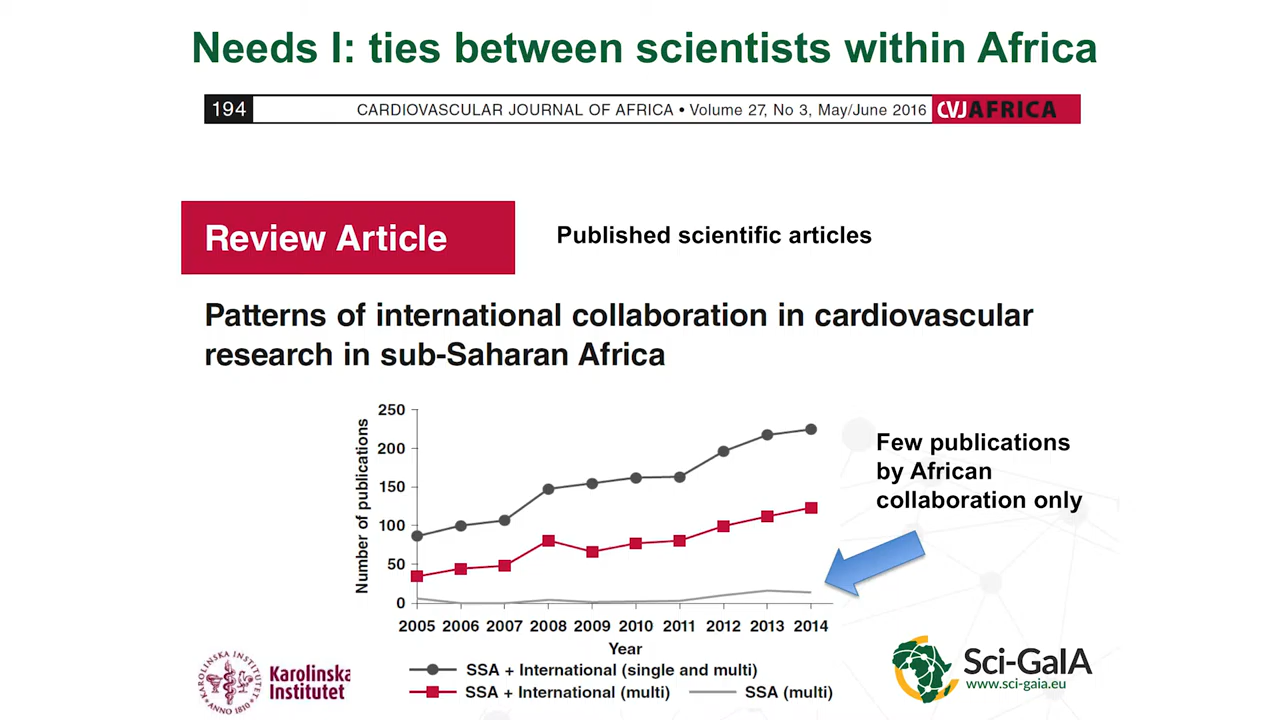 Needs I: ties between scientists within Africa
194 CARDIOVASCULAR JOURNAL OF AFRICA • Volume 27, No 3, May/June 2016 CVJAFRICA
Review Article
Published scientific articles
Patterns of international collaboration in cardiovascular
research in sub-Saharan Africa
Number of publications
250
200
150
100
50
0
2005 2006 2007 2008 2009 2010 2011 2012 2013 2014
Year
SSA + International (single and multi)
SSA + International (multi) SSA (multi)
Few publications
by African
collaboration only
KAROLINSKA INSTITUTET
ANNO 1810
Karolinska
Institutet
Sci-GaIA
www.sci-gaia.eu